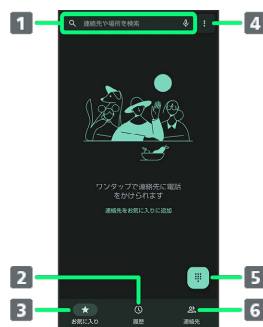 1
連絡先や場所を検索
4
ワンタップで連絡先に電話
をかけられます
連絡先をお気に入りに追加
2
5
3
お気に入り
履歴
連絡先
6